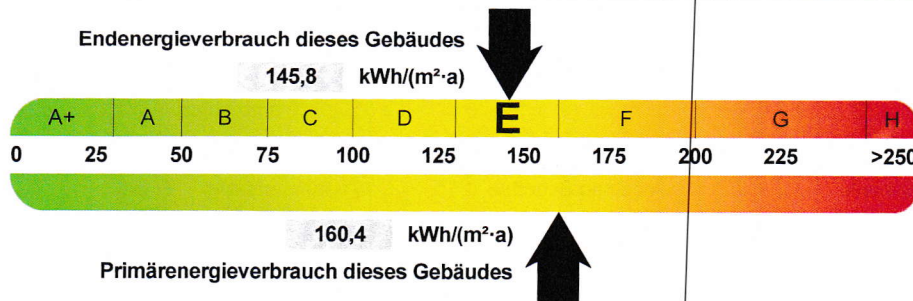 Endenergieverbrauch dieses Gebäudes
145,8 kWh/(m²·a)
A+ A B C D E F G H
0 25 50 75 100 125 150 175 200 225 >250
160,4 kWh/(m²·a)
Primärenergieverbrauch dieses Gebäudes